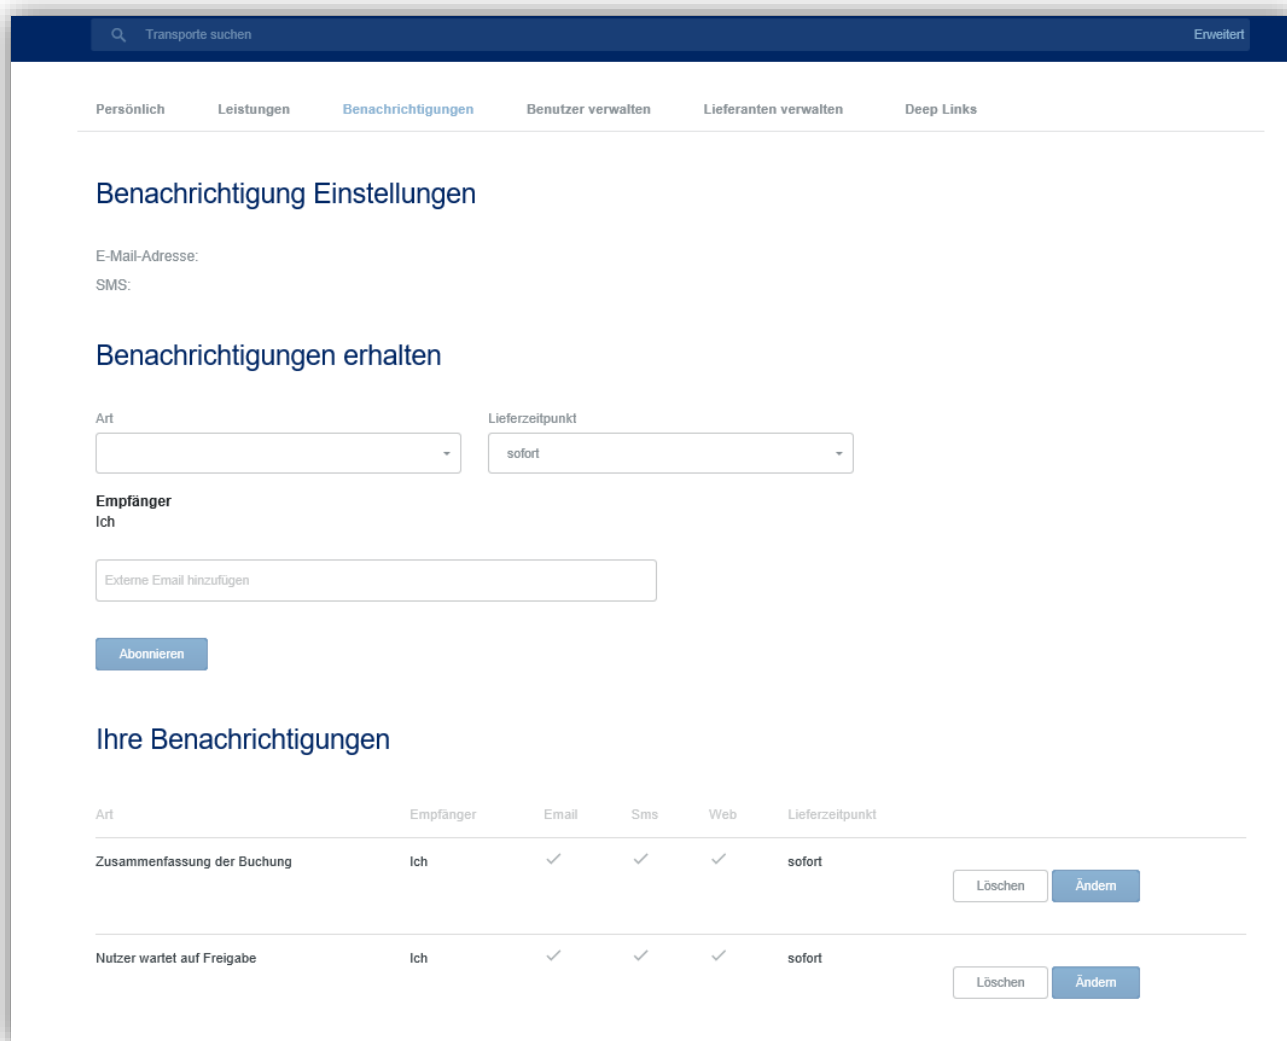 Transporte suchen Erweitert
Persönlich Leistungen Benachrichtigungen Benutzer verwalten Lieferanten verwalten Deep Links
Benachrichtigung Einstellungen
E-Mail-Adresse:
SMS:
Benachrichtigungen erhalten
Art Lieferzeitpunkt
sofort
Empfänger
Ich
Externe Email hinzufügen
Abonnieren
Ihre Benachrichtigungen
Art Empfänger Email Sms Web Lieferzeitpunkt
Zusammenfassung der Buchung Ich sofort
Löschen Ändern
Nutzer wartet auf Freigabe Ich sofort
Löschen Ändern